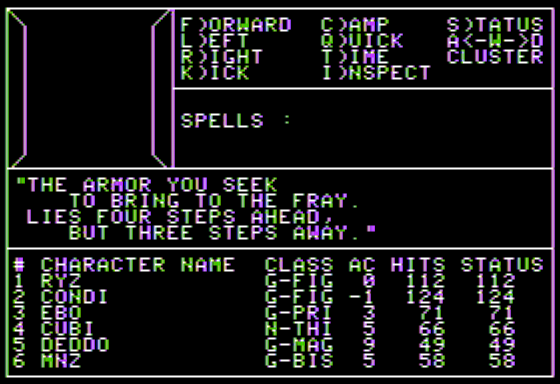 F)ORWARD C)AMP S)TATUS
L)EFT Q)UICK A<-W->D
R)IGHT T)IME CLUSTER
K)ICK I)NSPECT
SPELLS :
"THE ARMOR YOU SEEK
TO BRING TO THE FRAY.
LIES FOUR STEPS AHEAD,
BUT THREE STEPS AWAY."
# CHARACTER NAME CLASS AC HITS STATUS
1 RYZ G-FIG 0 112 112
2 CONDI G-FIG -1 124 124
3 EBO G-PRI 3 71 71
4 CUBI N-THI 5 66 66
5 DEDDO G-MAG 9 49 49
6 MNZ G-BIS 5 58 58